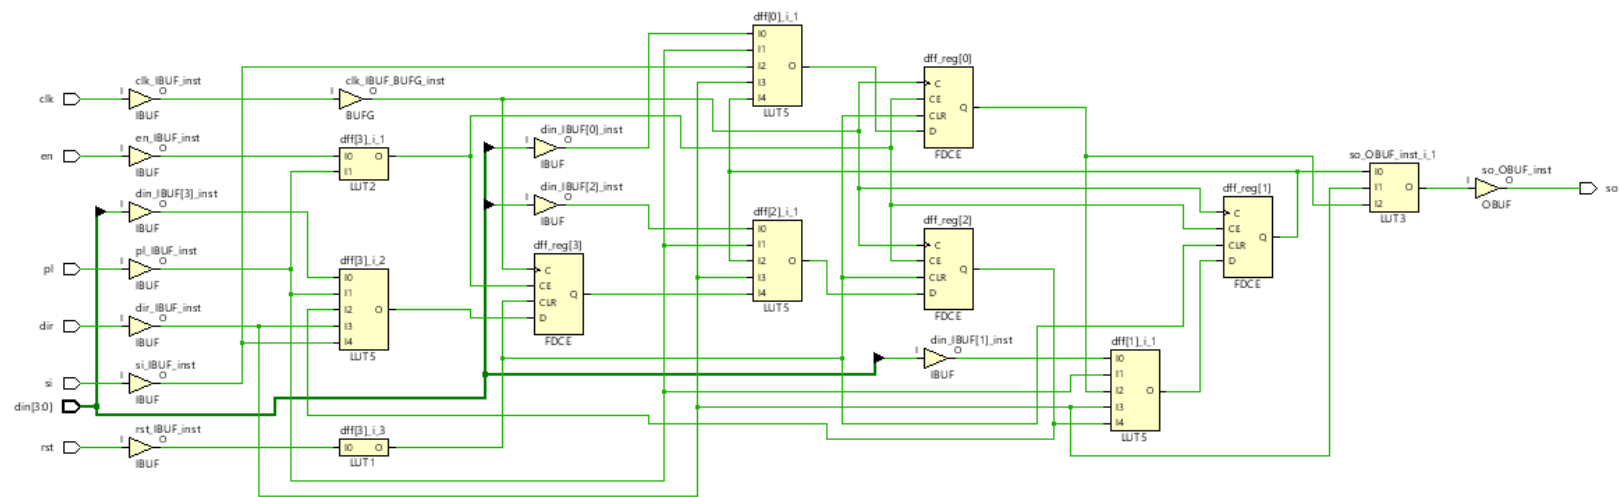 clk
I
clk_IBUF_inst
O
IBUF
I
clk_IBUF_BUFG_inst
O
BUFG
en
I
en_IBUF_inst
O
IBUF
dff[3]_i_1
I0
I1
O
LUT2
I
din_IBUF[3]_inst
O
IBUF
pl
I
pl_IBUF_inst
O
IBUF
dir
I
dir_IBUF_inst
O
IBUF
si
I
si_IBUF_inst
O
IBUF
din[3:0]
rst
I
rst_IBUF_inst
O
IBUF
dff[3]_i_2
I0
I1
I2
I3
I4
O
LUT5
dff[3]_i_3
I0
O
LUT1
I
din_IBUF[0]_inst
O
IBUF
I
din_IBUF[2]_inst
O
IBUF
dff_reg[3]
C
CE
CLR
D
Q
FDCE
dff[0]_i_1
I0
I1
I2
I3
I4
O
LUT5
dff[2]_i_1
I0
I1
I2
I3
I4
O
LUT5
dff_reg[0]
C
CE
CLR
D
Q
FDCE
dff_reg[2]
C
CE
CLR
D
Q
FDCE
I
din_IBUF[1]_inst
O
IBUF
dff[1]_i_1
I0
I1
I2
I3
I4
O
LUT5
dff_reg[1]
C
CE
CLR
D
Q
FDCE
so_OBUF_inst_i_1
I0
I1
I2
O
LUT3
I
so_OBUF_inst
O
OBUF
so